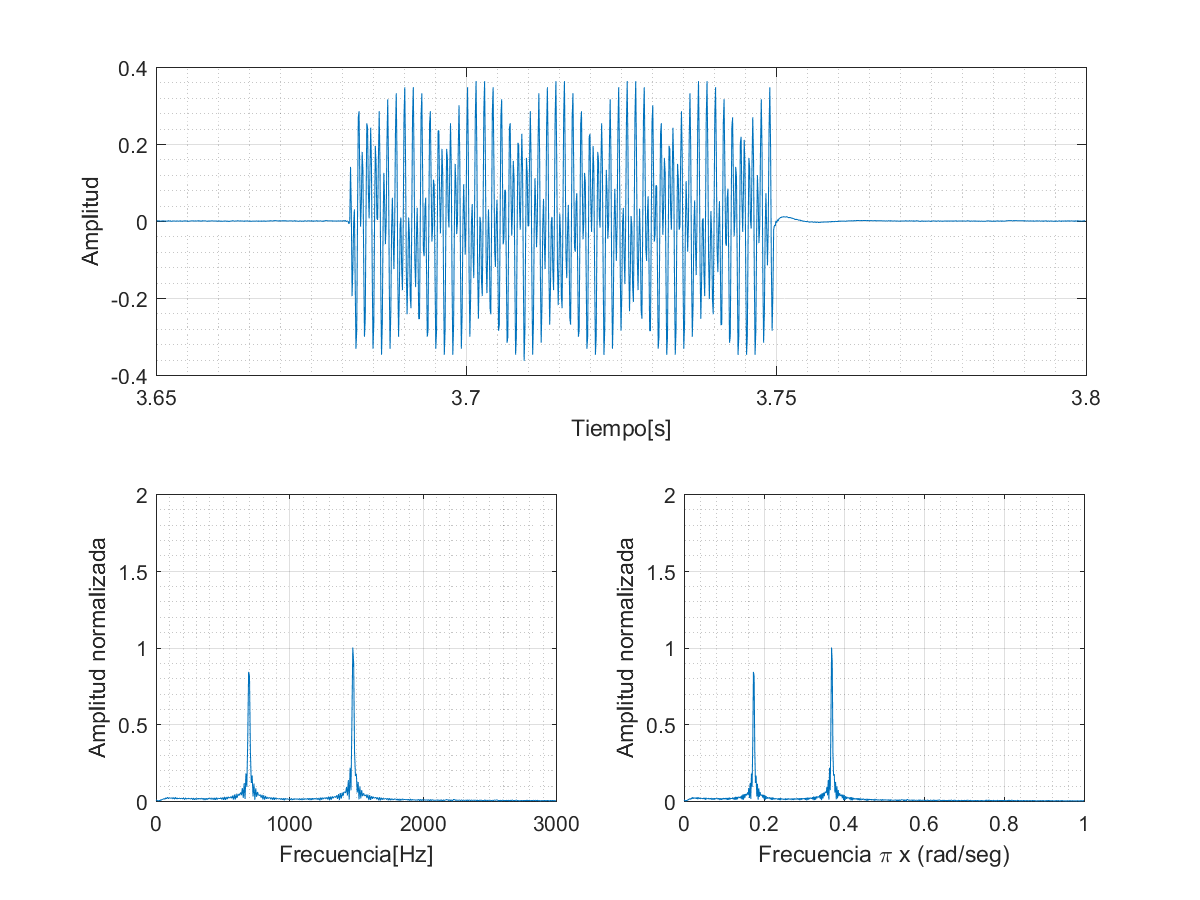 0.4
0.2
0
-0.2
-0.4
Amplitud
3.65 3.7 3.75 3.8
Tiempo[s]
2
1.5
1
0.5
0
Amplitud normalizada
0 1000 2000 3000
Frecuencia[Hz]
2
1.5
1
0.5
0
Amplitud normalizada
0 0.2 0.4 0.6 0.8 1
Frecuencia π x (rad/seg)